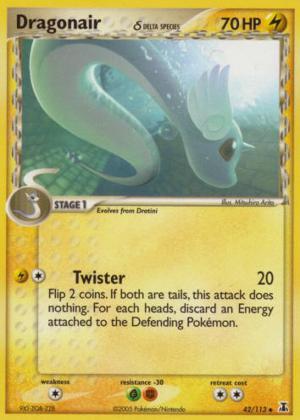 Dragonair δ DELTA SPECIES 70 HP
Illus. Mitsuhiro Arita
STAGE 1
Evolves from Dratini
Twister 20
Flip 2 coins. If both are tails, this attack does
nothing. For each heads, discard an Energy
attached to the Defending Pokémon.
weakness resistance -30 retreat cost
©2005 Pokémon/Nintendo 42/113